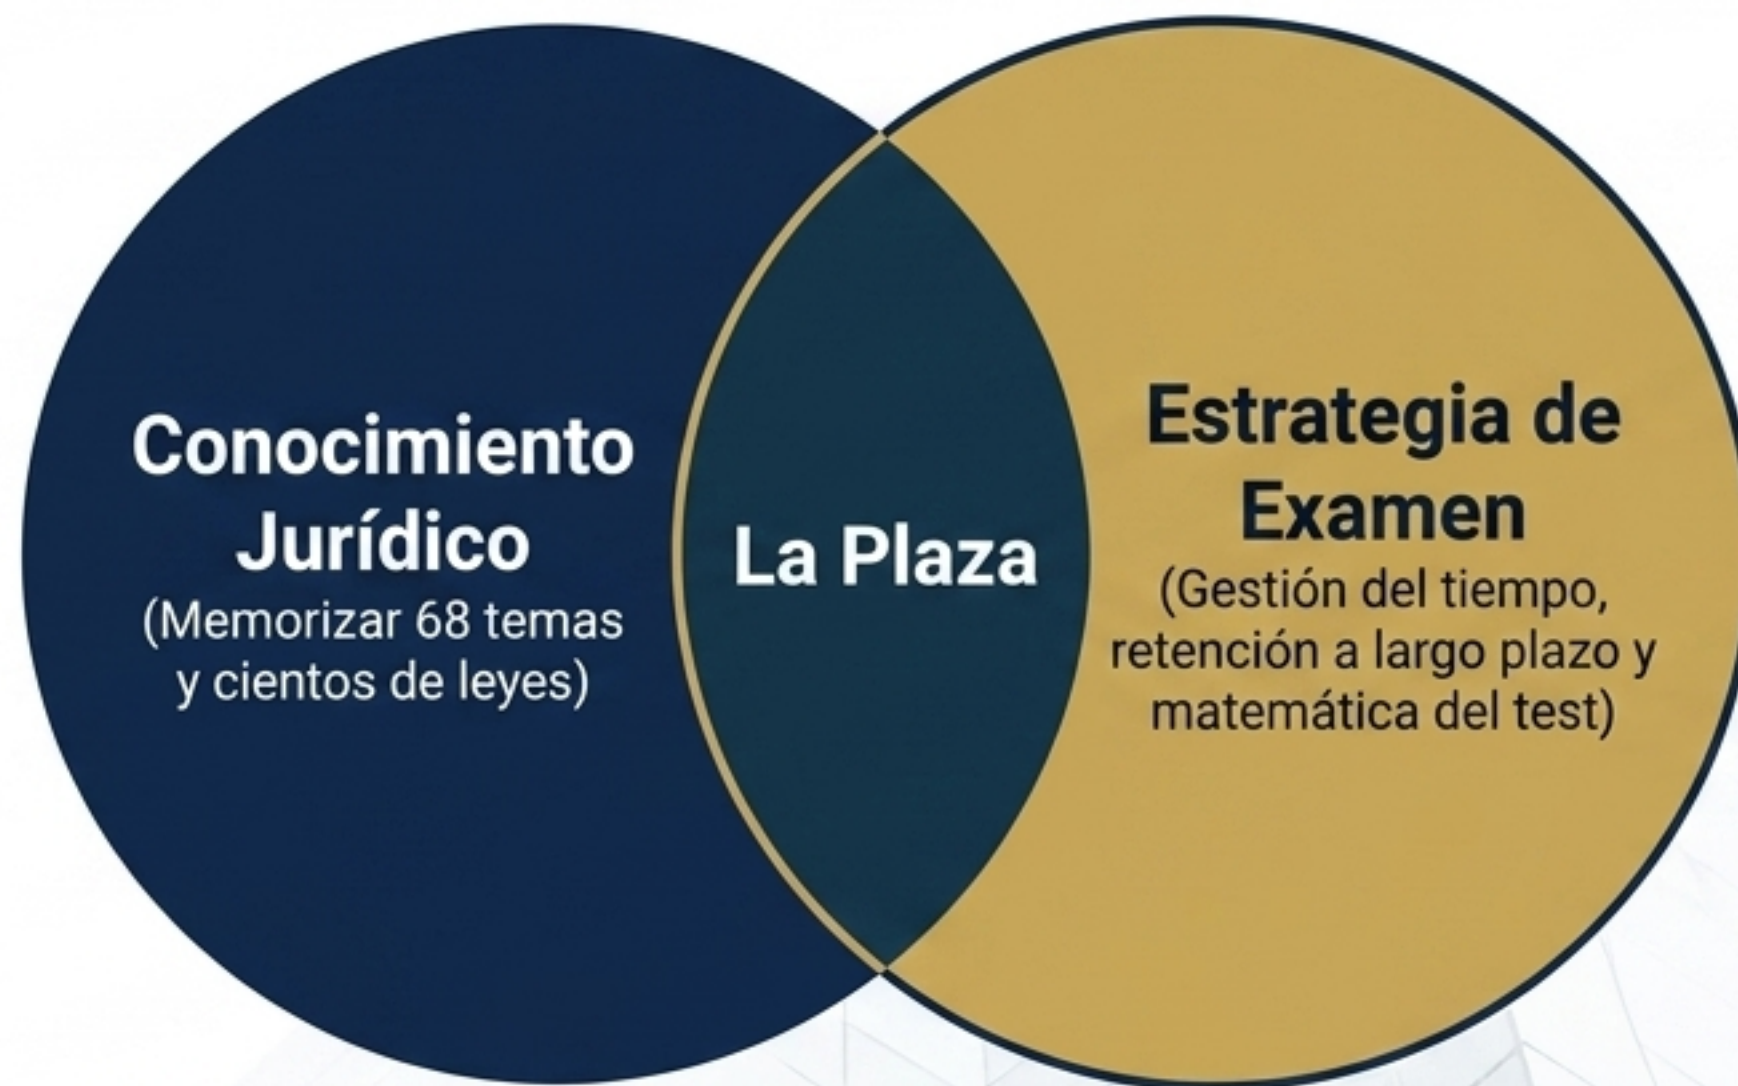 Conocimiento
Jurídico
(Memorizar 68 temas
y cientos de leyes)
La Plaza
Estrategia de
Examen
(Gestión del tiempo,
retención a largo plazo y
matemática del test)